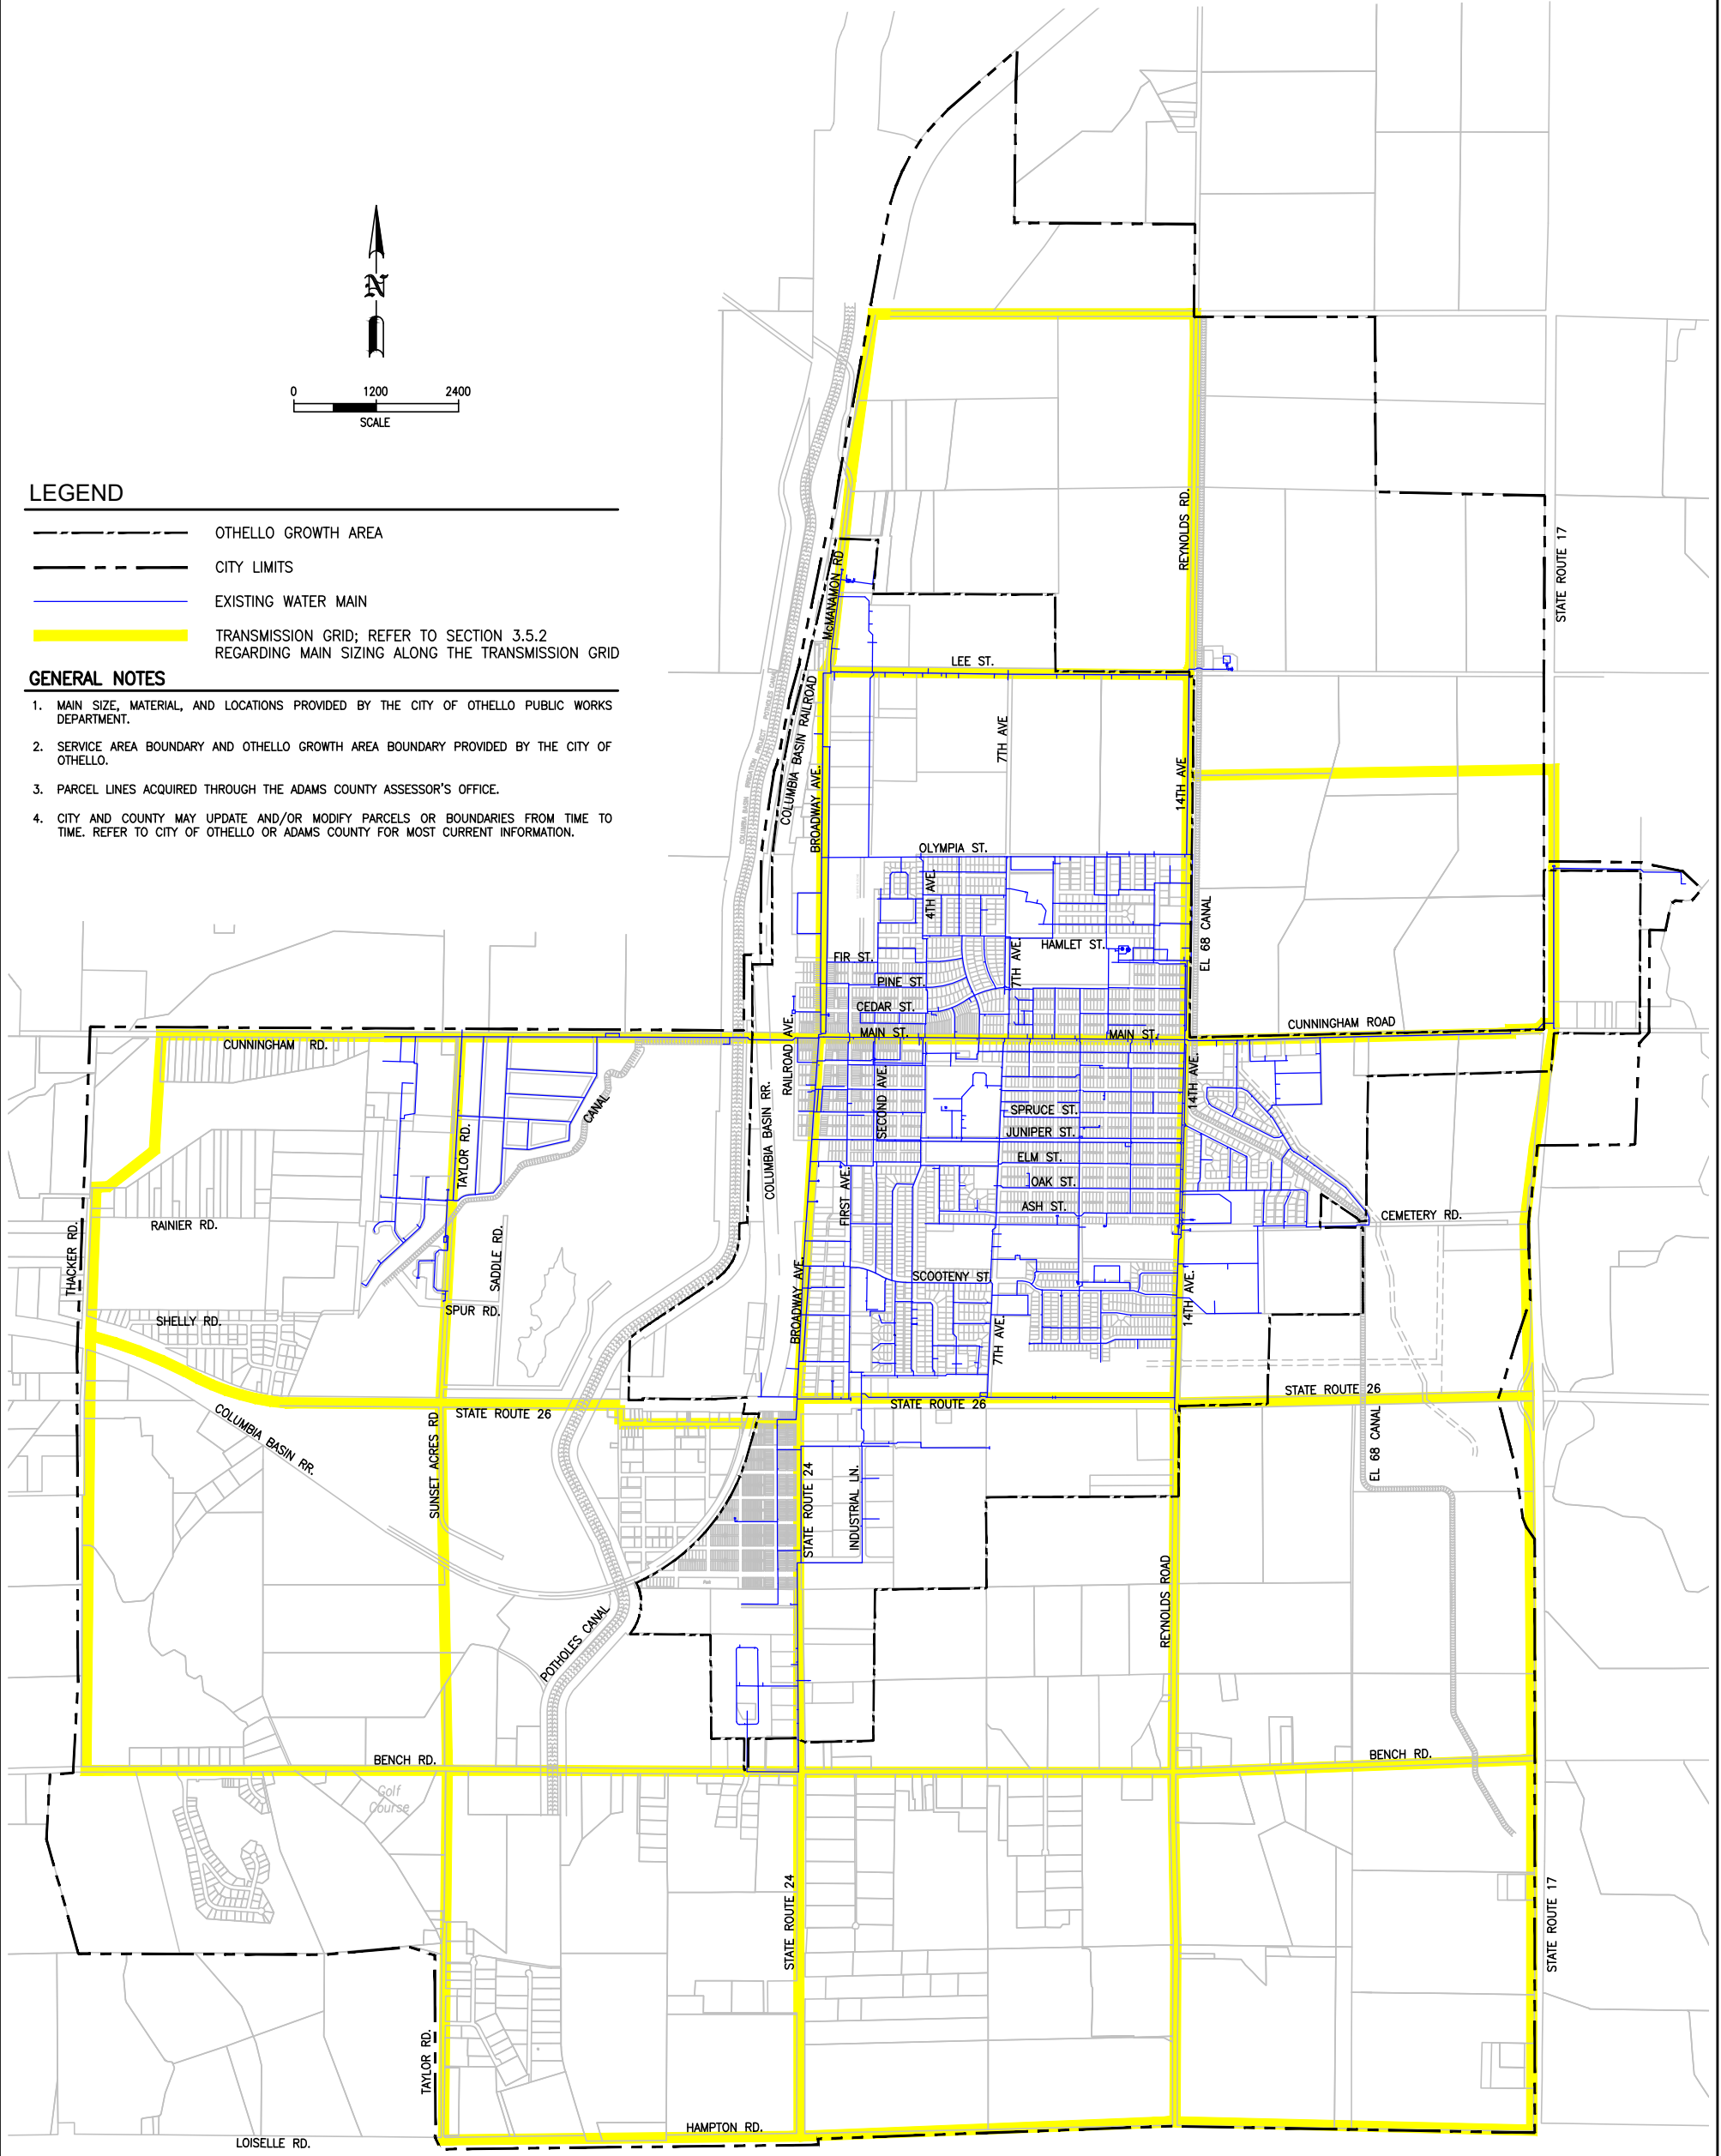 N
0 1200 2400
SCALE
LEGEND
OTHELLO GROWTH AREA
CITY LIMITS
EXISTING WATER MAIN
TRANSMISSION GRID; REFER TO SECTION 3.5.2
REGARDING MAIN SIZING ALONG THE TRANSMISSION GRID
GENERAL NOTES
1. MAIN SIZE, MATERIAL, AND LOCATIONS PROVIDED BY THE CITY OF OTHELLO PUBLIC WORKS
DEPARTMENT.
2. SERVICE AREA BOUNDARY AND OTHELLO GROWTH AREA BOUNDARY PROVIDED BY THE CITY OF
OTHELLO.
3. PARCEL LINES ACQUIRED THROUGH THE ADAMS COUNTY ASSESSOR'S OFFICE.
4. CITY AND COUNTY MAY UPDATE AND/OR MODIFY PARCELS OR BOUNDARIES FROM TIME TO
TIME. REFER TO CITY OF OTHELLO OR ADAMS COUNTY FOR MOST CURRENT INFORMATION.
REYNOLDS RD.
STATE ROUTE 17
McMANAMON RD
LEE ST.
COLUMBIA BASIN IRRIGATION PROJECT POTHOLES CANAL
COLUMBIA BASIN RAILROAD
BROADWAY AVE.
7TH AVE
14TH AVE
OLYMPIA ST.
4TH AVE.
HAMLET ST.
7TH AVE.
EL 68 CANAL
FIR ST.
PINE ST.
CEDAR ST.
MAIN ST.
MAIN ST.
CUNNINGHAM ROAD
CUNNINGHAM RD.
RAILROAD AVE.
COLUMBIA BASIN RR.
SECOND AVE.
14TH AVE.
CANAL
TAYLOR RD.
SPRUCE ST.
JUNIPER ST.
ELM ST.
OAK ST.
ASH ST.
FIRST AVE.
CEMETERY RD.
RAINIER RD.
THACKER RD.
SADDLE RD.
SPUR RD.
SHELLY RD.
SCOOTENY ST.
BROADWAY AVE.
7TH AVE.
14TH AVE.
STATE ROUTE 26
STATE ROUTE 26
STATE ROUTE 26
COLUMBIA BASIN RR.
SUNSET ACRES RD
STATE ROUTE 24
INDUSTRIAL LN.
EL 68 CANAL
REYNOLDS ROAD
POTHOLES CANAL
BENCH RD.
BENCH RD.
Golf
Course
STATE ROUTE 24
STATE ROUTE 17
TAYLOR RD.
HAMPTON RD.
LOISELLE RD.